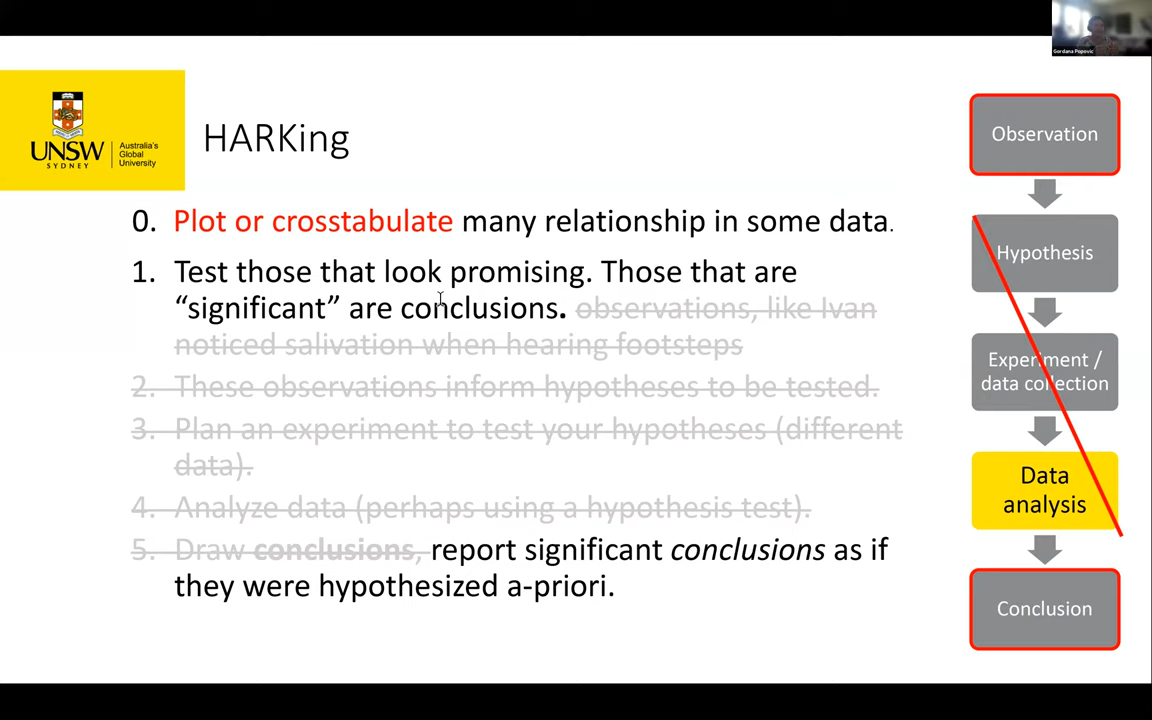 Gordana Popovic
UNSW
SYDNEY
Australia's
Global
University
HARKing
0. Plot or crosstabulate many relationship in some data.
1. Test those that look promising. Those that are
“significant” are conclusions. observations, like Ivan
noticed salivation when hearing footsteps
2. These observations inform hypotheses to be tested.
3. Plan an experiment to test your hypotheses (different
data).
4. Analyze data (perhaps using a hypothesis test).
5. Draw conclusions, report significant conclusions as if
they were hypothesized a-priori.
Observation
Hypothesis
Experiment /
data collection
Data
analysis
Conclusion